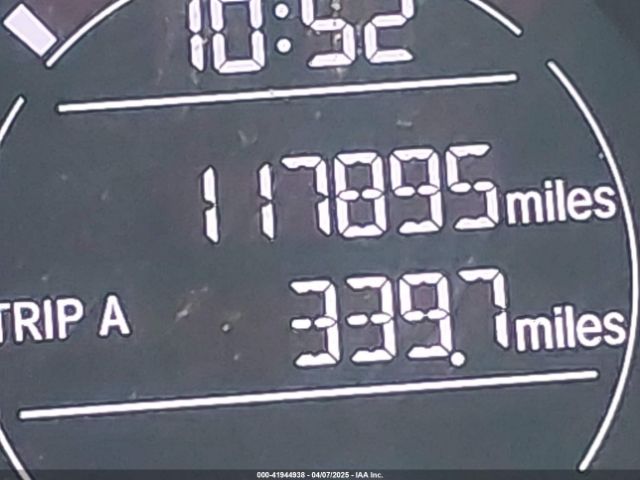 10:52
117895 miles
TRIP A 339.7 miles
000-41944938 - 04/07/2025 - IAA Inc.